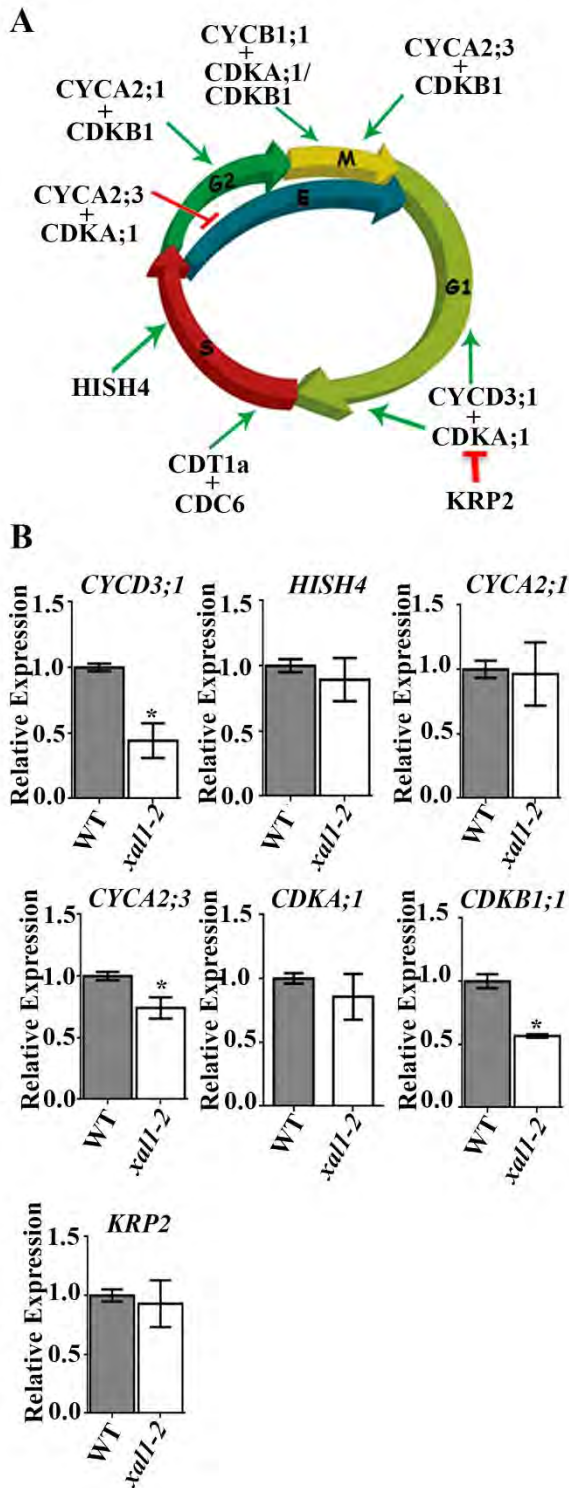 A
CYCB1;1
+
CDKA;1/
CDKB1
CYCA2;3
+
CDKB1
CYCA2;1
+
CDKB1
CYCA2;3
+
CDKA;1
M
G2
E
G1
S
HISH4
CYCD3;1
+
CDKA;1
CDT1a
+
CDC6
KRP2
B
CYCD3;1
Relative Expression
1.5
1.0
0.5
0.0
*
WT
xal1-2
HISH4
Relative Expression
1.5
1.0
0.5
0.0
WT
xal1-2
CYCA2;1
Relative Expression
1.5
1.0
0.5
0.0
WT
xal1-2
CYCA2;3
Relative Expression
1.5
1.0
0.5
0.0
*
WT
xal1-2
CDKA;1
Relative Expression
1.5
1.0
0.5
0.0
WT
xal1-2
CDKB1;1
Relative Expression
1.5
1.0
0.5
0.0
*
WT
xal1-2
KRP2
Relative Expression
1.5
1.0
0.5
0.0
WT
xal1-2